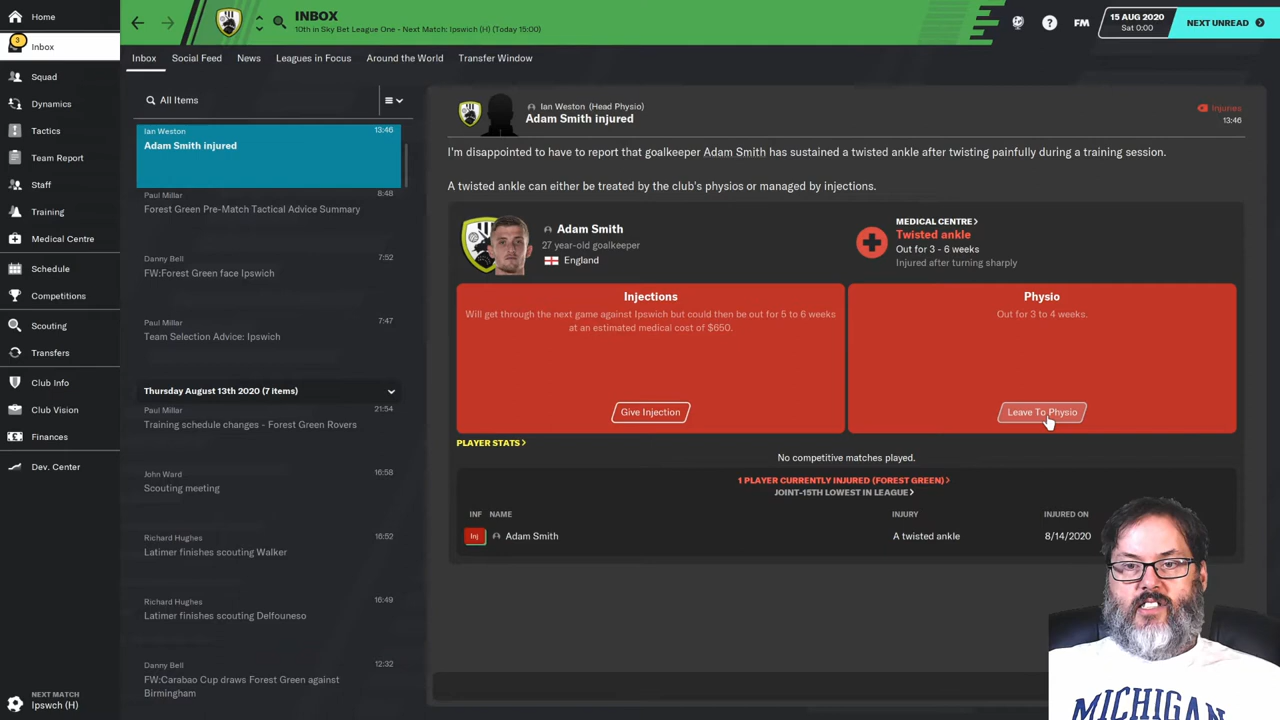 Home
3
Inbox
Squad
Dynamics
Tactics
Team Report
Staff
Training
Medical Centre
Schedule
Competitions
Scouting
Transfers
Club Info
Club Vision
Finances
Dev. Center
NEXT MATCH
Ipswch (H)
INBOX
10th in Sky Bet League One - Next Match: Ipswich (H) (Today 15:00)
?
FM
15 AUG 2020
Sat 0:00
NEXT UNREAD
Inbox
Social Feed
News
Leagues in Focus
Around the World
Transfer Window
All Items
Ian Weston 13:46
Adam Smith injured
Paul Millar 8:48
Forest Green Pre-Match Tactical Advice Summary
Danny Bell 7:52
FW:Forest Green face Ipswich
Paul Millar 7:47
Team Selection Advice: Ipswich
Thursday August 13th 2020 (7 items)
Paul Millar 21:54
Training schedule changes - Forest Green Rovers
John Ward 16:58
Scouting meeting
Richard Hughes 16:52
Latimer finishes scouting Walker
Richard Hughes 16:49
Latimer finishes scouting Delfouneso
Danny Bell 12:32
FW:Carabao Cup draws Forest Green against
Birmingham
Ian Weston (Head Physio)
Adam Smith injured
Injuries
13:46
I'm disappointed to have to report that goalkeeper Adam Smith has sustained a twisted ankle after twisting painfully during a training session.
A twisted ankle can either be treated by the club's physios or managed by injections.
Adam Smith
27 year-old goalkeeper
England
MEDICAL CENTRE
Twisted ankle
Out for 3 - 6 weeks
Injured after turning sharply
Injections
Will get through the next game against Ipswich but could then be out for 5 to 6 weeks
at an estimated medical cost of $650.
Give Injection
Physio
Out for 3 to 4 weeks.
Leave To Physio
PLAYER STATS
No competitive matches played.
1 PLAYER CURRENTLY INJURED (FOREST GREEN)
JOINT-15TH LOWEST IN LEAGUE
INF NAME INJURY INJURED ON
Inj Adam Smith A twisted ankle 8/14/2020
MICHIGAN